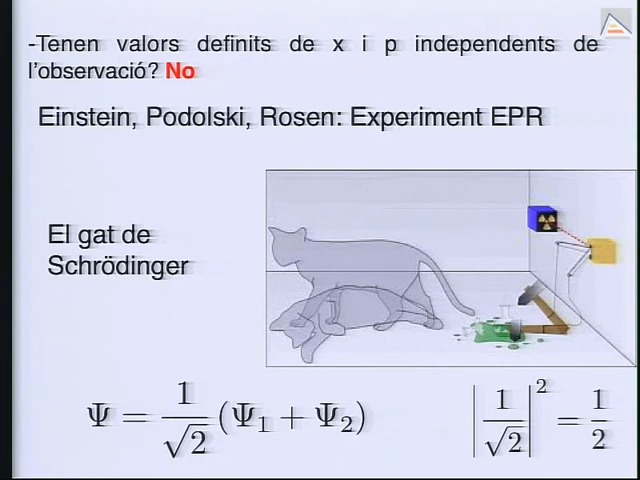 -Tenen valors definits de x i p independents de
l'observació? No
Einstein, Podolski, Rosen: Experiment EPR
El gat de
Schrödinger
Ψ = 1/√2 (Ψ₁ + Ψ₂)
|1/√2|² = 1/2